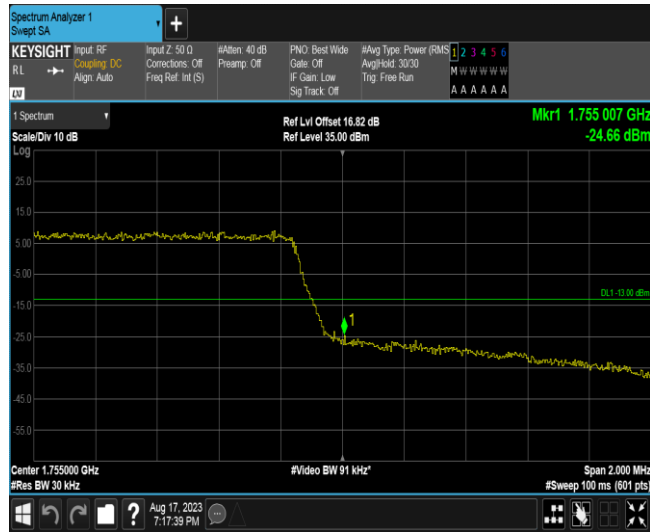 Spectrum Analyzer 1
Swept SA
+
KEYSIGHT
RL
LXI
Input: RF
Coupling: DC
Align: Auto
Input Z: 50 Ω
Corrections: Off
Freq Ref: Int (S)
#Atten: 40 dB
Preamp: Off
PNO: Best Wide
Gate: Off
IF Gain: Low
Sig Track: Off
#Avg Type: Power (RMS
Avg|Hold: 30/30
Trig: Free Run
1 2 3 4 5 6
M W W W W W
A A A A A A
1 Spectrum
Scale/Div 10 dB
Ref Lvl Offset 16.82 dB
Ref Level 35.00 dBm
Mkr1 1.755 007 GHz
-24.66 dBm
Log
25.0
15.0
5.00
-5.00
DL1 -13.00 dBm
-15.0
1
-25.0
-35.0
-45.0
-55.0
Center 1.755000 GHz
#Video BW 91 kHz*
Span 2.000 MHz
#Res BW 30 kHz
#Sweep 100 ms (601 pts)
?
Aug 17, 2023
7:17:39 PM